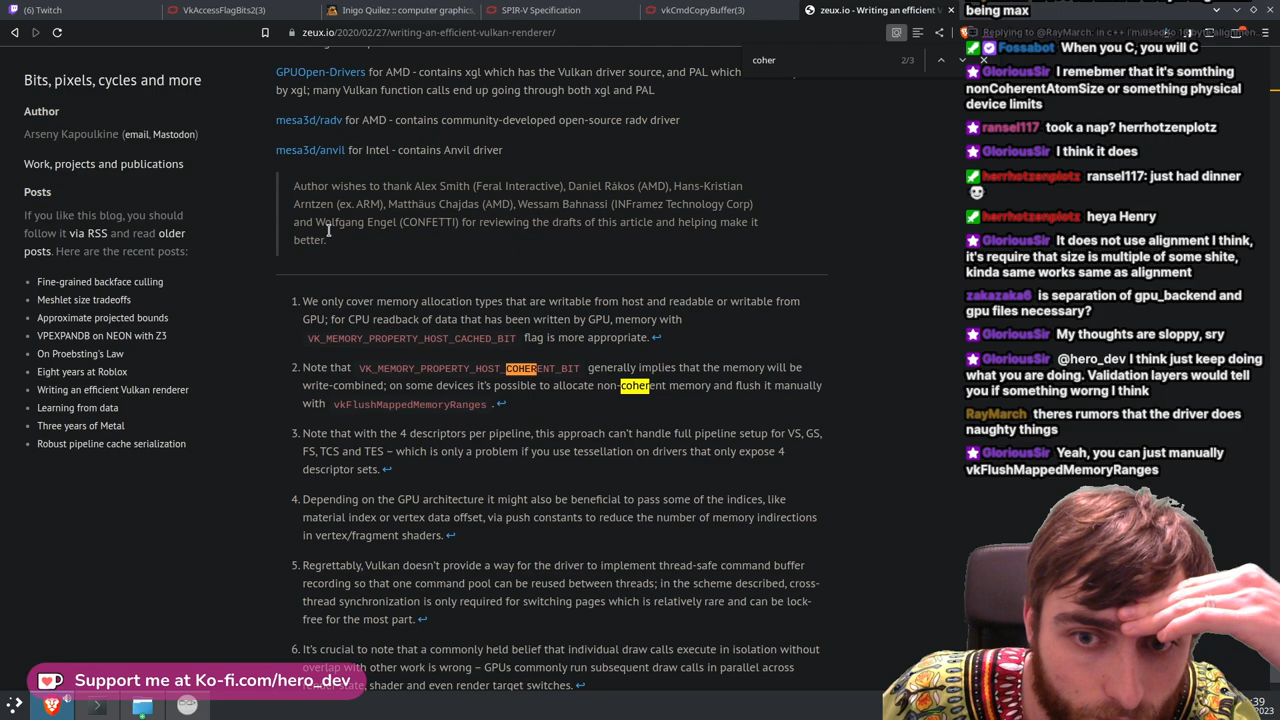 (6) Twitch
VkAccessFlagBits2(3)
Inigo Quilez :: computer graphics,
SPIR-V Specification
vkCmdCopyBuffer(3)
zeux.io - Writing an efficient V
zeux.io/2020/02/27/writing-an-efficient-vulkan-renderer/
coher
2/3
Bits, pixels, cycles and more
Author
Arseny Kapoulkine (email, Mastodon)
Work, projects and publications
Posts
If you like this blog, you should
follow it via RSS and read older
posts. Here are the recent posts:
Fine-grained backface culling
Meshlet size tradeoffs
Approximate projected bounds
VPEXPANDB on NEON with Z3
On Proebsting's Law
Eight years at Roblox
Writing an efficient Vulkan renderer
Learning from data
Three years of Metal
Robust pipeline cache serialization
GPUOpen-Drivers for AMD - contains xgl which has the Vulkan driver source, and PAL which
by xgl; many Vulkan function calls end up going through both xgl and PAL
mesa3d/radv for AMD - contains community-developed open-source radv driver
mesa3d/anvil for Intel - contains Anvil driver
Author wishes to thank Alex Smith (Feral Interactive), Daniel Rákos (AMD), Hans-Kristian
Arntzen (ex. ARM), Matthäus Chajdas (AMD), Wessam Bahnassi (INFramez Technology Corp)
and Wolfgang Engel (CONFETTI) for reviewing the drafts of this article and helping make it
better.
1. We only cover memory allocation types that are writable from host and readable or writable from
GPU; for CPU readback of data that has been written by GPU, memory with
VK_MEMORY_PROPERTY_HOST_CACHED_BIT flag is more appropriate. ↩
2. Note that VK_MEMORY_PROPERTY_HOST_COHERENT_BIT generally implies that the memory will be
write-combined; on some devices it's possible to allocate non-coherent memory and flush it manually
with vkFlushMappedMemoryRanges . ↩
3. Note that with the 4 descriptors per pipeline, this approach can't handle full pipeline setup for VS, GS,
FS, TCS and TES – which is only a problem if you use tessellation on drivers that only expose 4
descriptor sets. ↩
4. Depending on the GPU architecture it might also be beneficial to pass some of the indices, like
material index or vertex data offset, via push constants to reduce the number of memory indirections
in vertex/fragment shaders. ↩
5. Regrettably, Vulkan doesn't provide a way for the driver to implement thread-safe command buffer
recording so that one command pool can be reused between threads; in the scheme described, cross-
thread synchronization is only required for switching pages which is relatively rare and can be lock-
free for the most part. ↩
6. It's crucial to note that a commonly held belief that individual draw calls execute in isolation without
overlap with other work is wrong – GPUs commonly run subsequent draw calls in parallel across
render state, shader and even render target switches. ↩
being max
Replying to @RayMarch: in c++ i'm used to 16
Fossabot When you C, you will C
GloriousSir I remebmer that it's somthing
nonCoherentAtomSize or something physical
device limits
ransel117 took a nap? herrhotzenplotz
GloriousSir I think it does
herrhotzenplotz ransel117: just had dinner
herrhotzenplotz heya Henry
GloriousSir It does not use alignment I think,
it's require that size is multiple of some shite,
kinda same works same as alignment
zakazaka6 is separation of gpu_backend and
gpu files necessary?
GloriousSir My thoughts are sloppy, sry
GloriousSir @hero_dev I think just keep doing
what you are doing. Validation layers would tell
you if something worng I think
RayMarch theres rumors that the driver does
naughty things
GloriousSir Yeah, you can just manually
vkFlushMappedMemoryRanges
Support me at Ko-fi.com/hero_dev
:39
2023